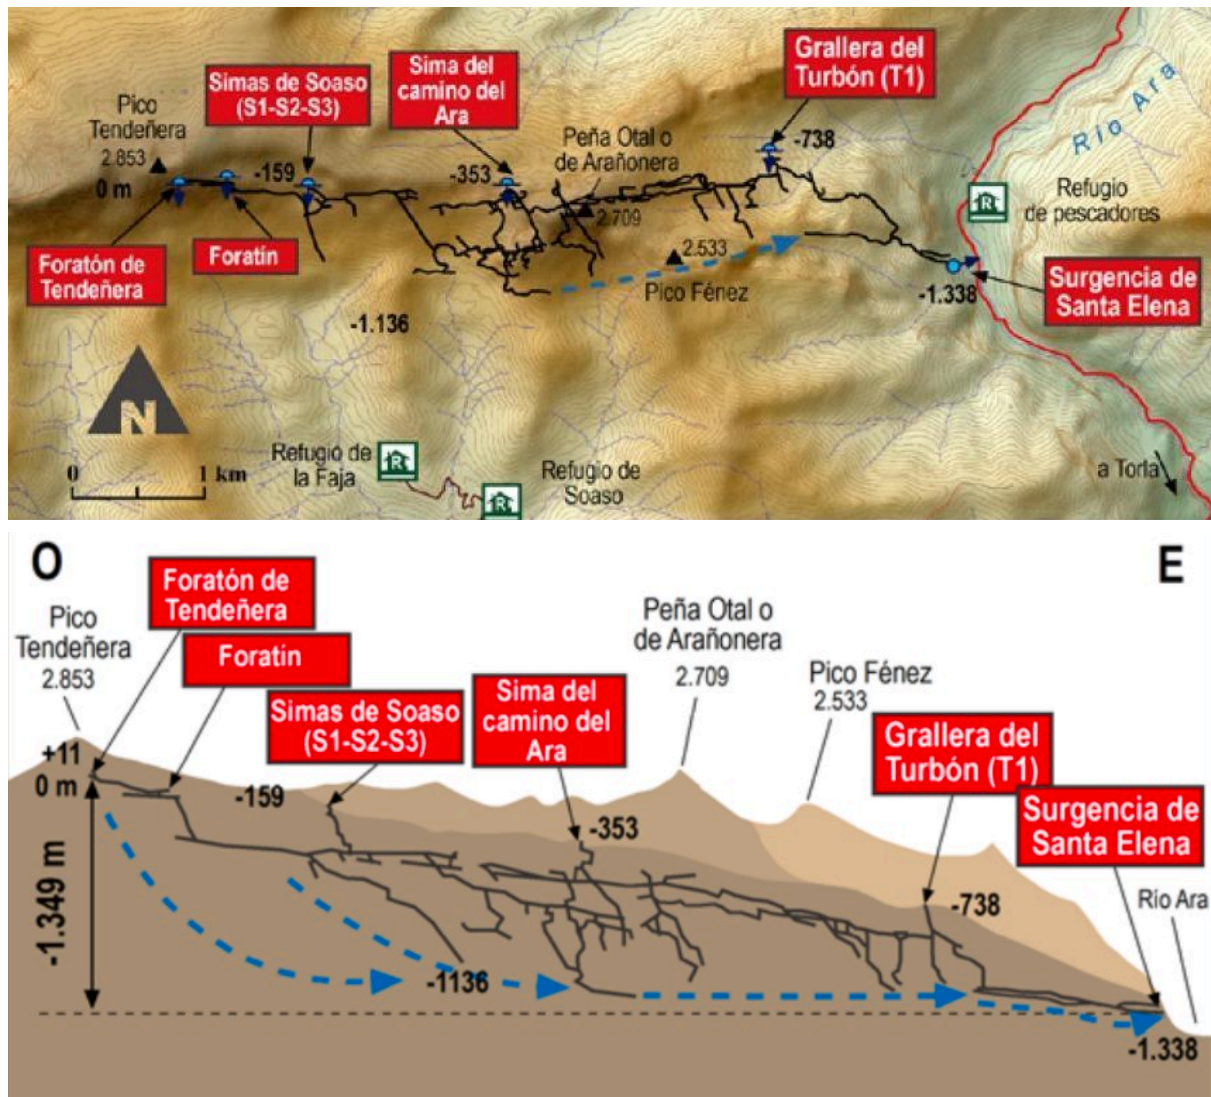 Pico
Tendeñera
2.853
0 m
Simas de Soaso
(S1-S2-S3)
-159
Sima del
camino del
Ara
-353
Peña Otal o
de Arañonera
2.709
Grallera del
Turbón (T1)
-738
Río Ara
R
Refugio
de pescadores
Foratón de
Tendeñera
Foratín
2.533
Pico Fénez
-1.338
Surgencia de
Santa Elena
-1.136
N
0
1 km
Refugio de
la Faja
R
Refugio de
Soaso
R
a Torla
O
E
Foratón de
Tendeñera
Pico
Tendeñera
2.853
Foratín
Simas de Soaso
(S1-S2-S3)
Sima del
camino del
Ara
Peña Otal o
de Arañonera
2.709
Pico Fénez
2.533
Grallera del
Turbón (T1)
Surgencia de
Santa Elena
+11
0 m
-159
-353
-738
Río Ara
-1.349 m
-1136
-1.338